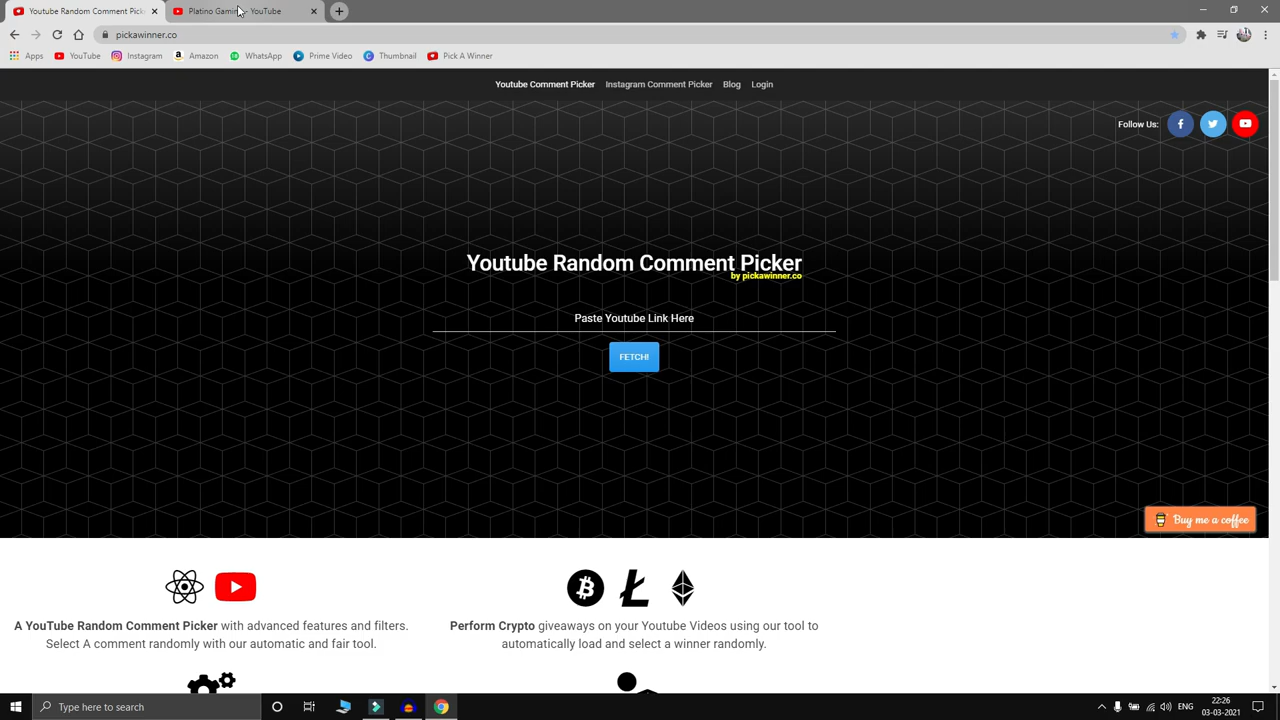 Youtube Random Comment Pick
Platino Gaming - YouTube
pickawinner.co
Apps
YouTube
Instagram
Amazon
WhatsApp
Prime Video
Thumbnail
Pick A Winner
Youtube Comment Picker
Instagram Comment Picker
Blog
Login
Follow Us:
Youtube Random Comment Picker
by pickawinner.co
Paste Youtube Link Here
FETCH!
Buy me a coffee
A YouTube Random Comment Picker with advanced features and filters.
Select A comment randomly with our automatic and fair tool.
Perform Crypto giveaways on your Youtube Videos using our tool to
automatically load and select a winner randomly.
Type here to search
ENG
22:26
03-03-2021